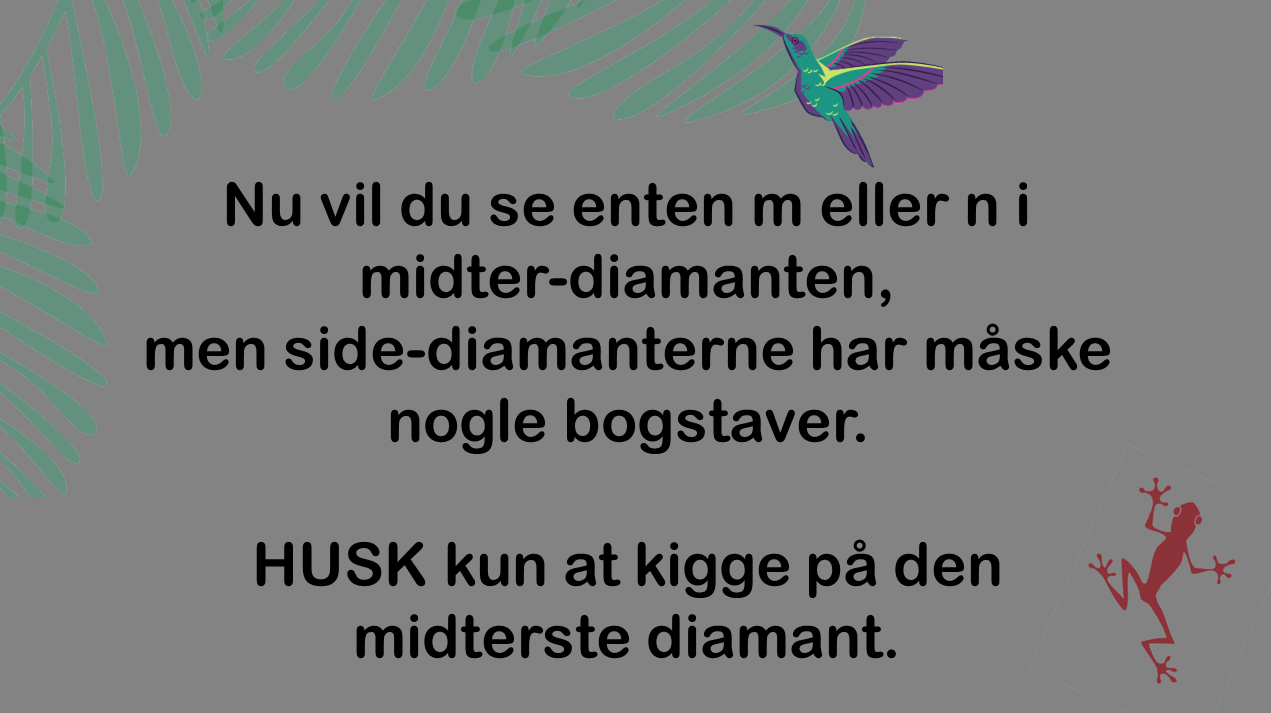 Nu vil du se enten m eller n i
midter-diamanten,
men side-diamanterne har måske
nogle bogstaver.
HUSK kun at kigge på den
midterste diamant.